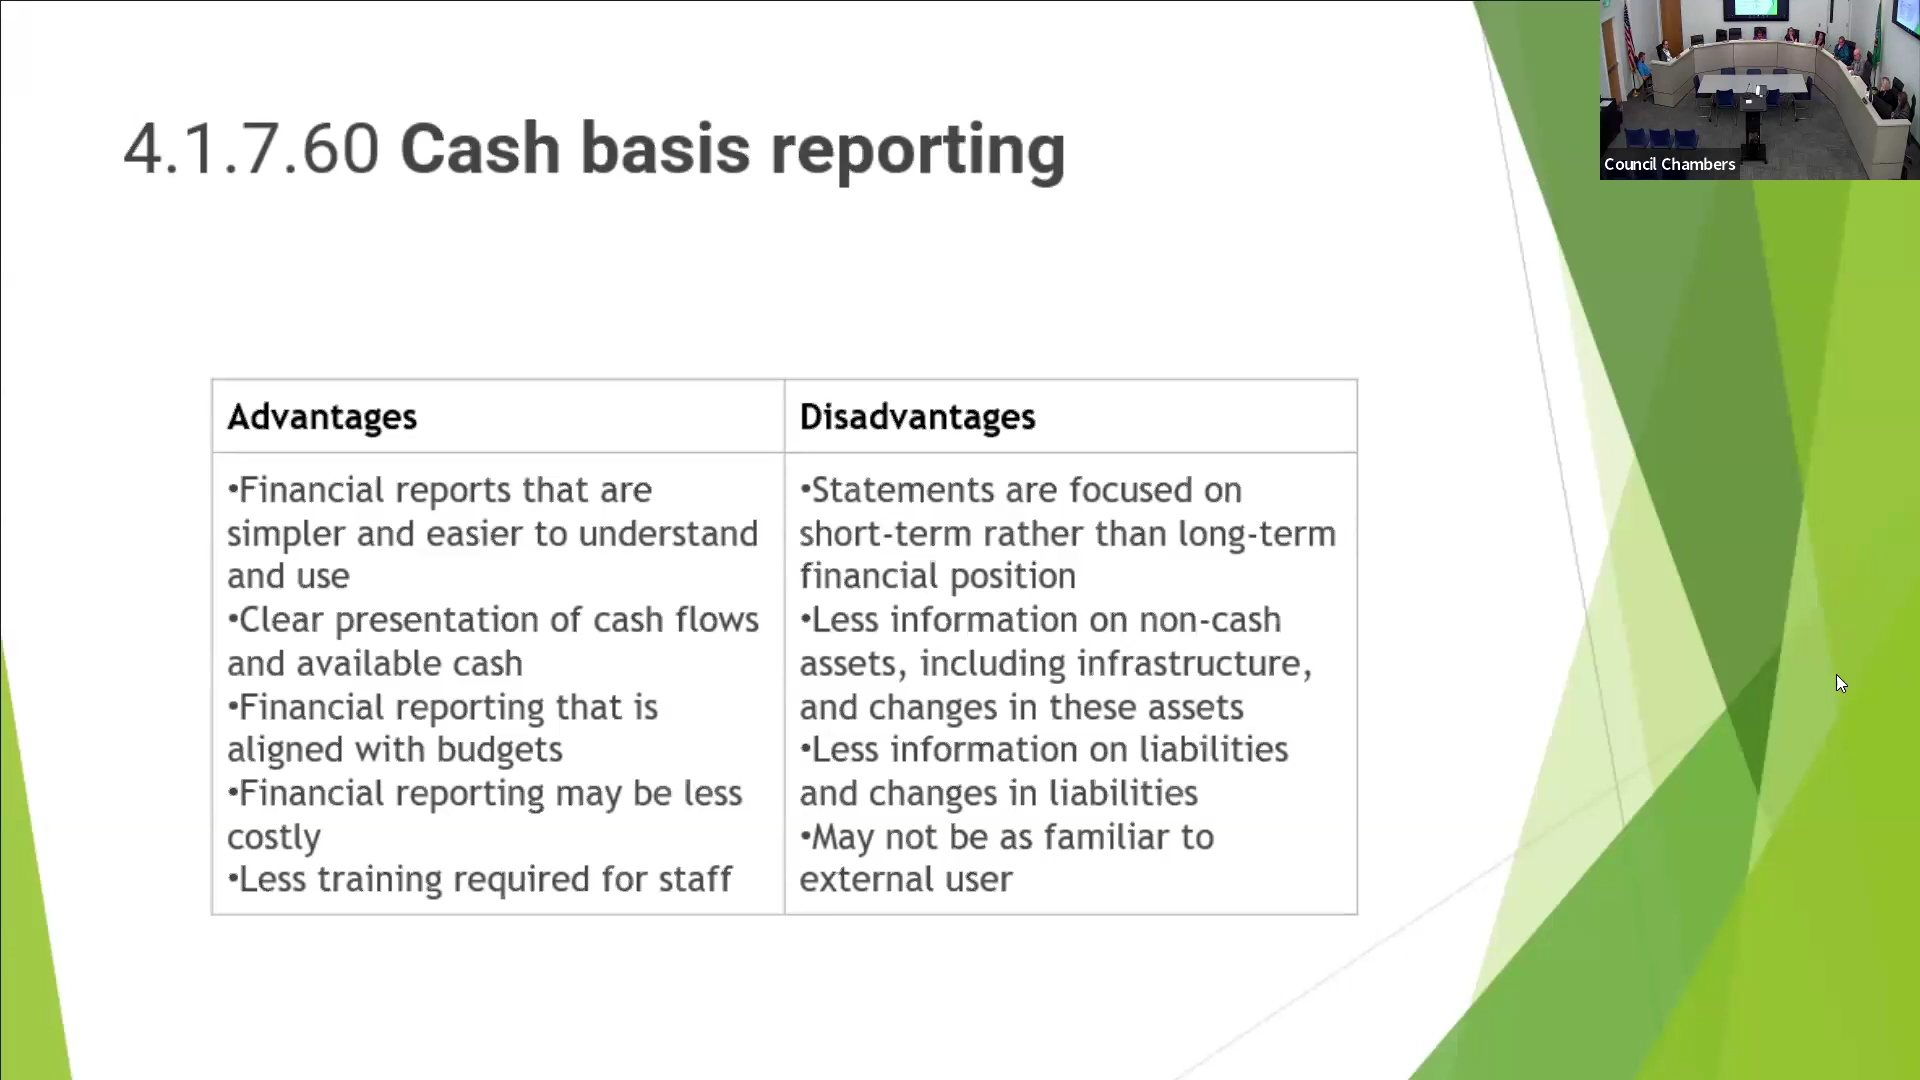 4.1.7.60 Cash basis reporting
Council Chambers
Advantages
•Financial reports that are
simpler and easier to understand
and use
•Clear presentation of cash flows
and available cash
•Financial reporting that is
aligned with budgets
•Financial reporting may be less
costly
•Less training required for staff
Disadvantages
•Statements are focused on
short-term rather than long-term
financial position
•Less information on non-cash
assets, including infrastructure,
and changes in these assets
•Less information on liabilities
and changes in liabilities
•May not be as familiar to
external user